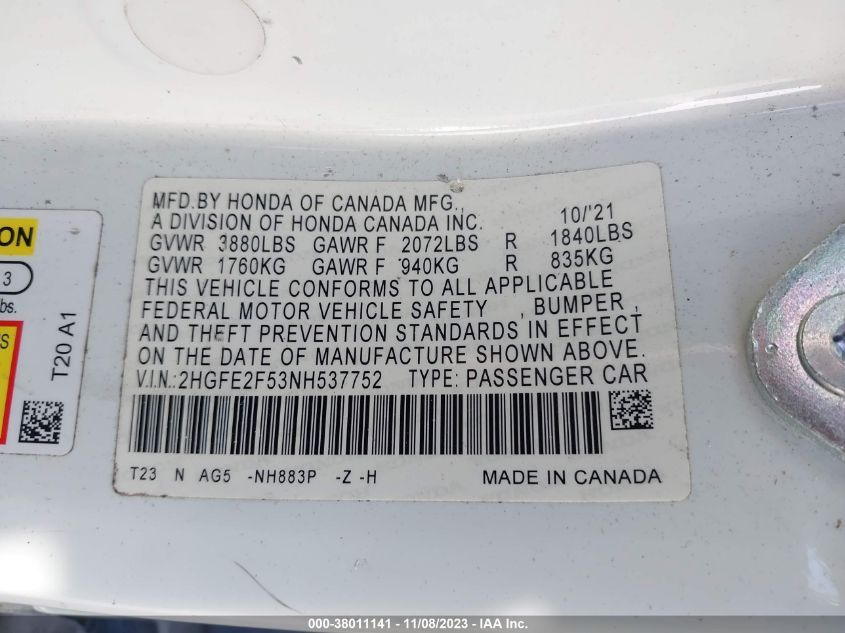 MFD.BY HONDA OF CANADA MFG.,
A DIVISION OF HONDA CANADA INC. 10/'21
GVWR 3880LBS GAWR F 2072LBS R 1840LBS
GVWR 1760KG GAWR F 940KG R 835KG
THIS VEHICLE CONFORMS TO ALL APPLICABLE
FEDERAL MOTOR VEHICLE SAFETY , BUMPER ,
AND THEFT PREVENTION STANDARDS IN EFFECT
ON THE DATE OF MANUFACTURE SHOWN ABOVE.
V.I.N.:2HGFE2F53NH537752 TYPE: PASSENGER CAR
T23 N AG5 -NH883P -Z -H MADE IN CANADA
ON
3
bs.
S
T20 A1
000-38011141 - 11/08/2023 - IAA Inc.